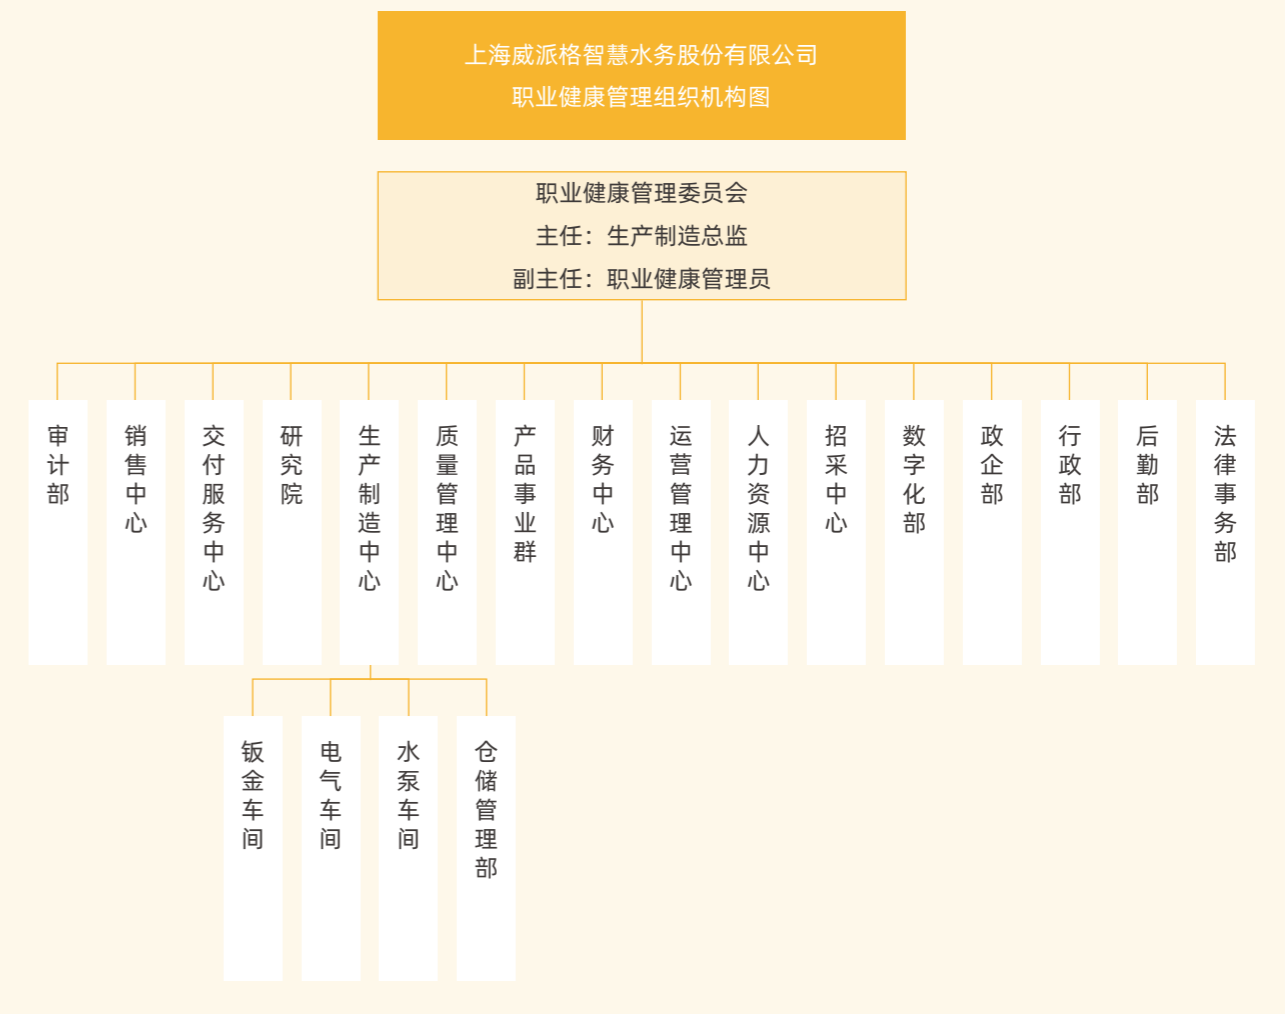 上海威派格智慧水务股份有限公司
职业健康管理组织机构图
职业健康管理委员会
主任：生产制造总监
副主任：职业健康管理员
审计部
销售中心
交付服务中心
研究院
生产制造中心
质量管理中心
产品事业群
财务中心
运营管理中心
人力资源中心
招采中心
数字化部
政企部
行政部
后勤部
法律事务部
钣金车间
电气车间
水泵车间
仓储管理部